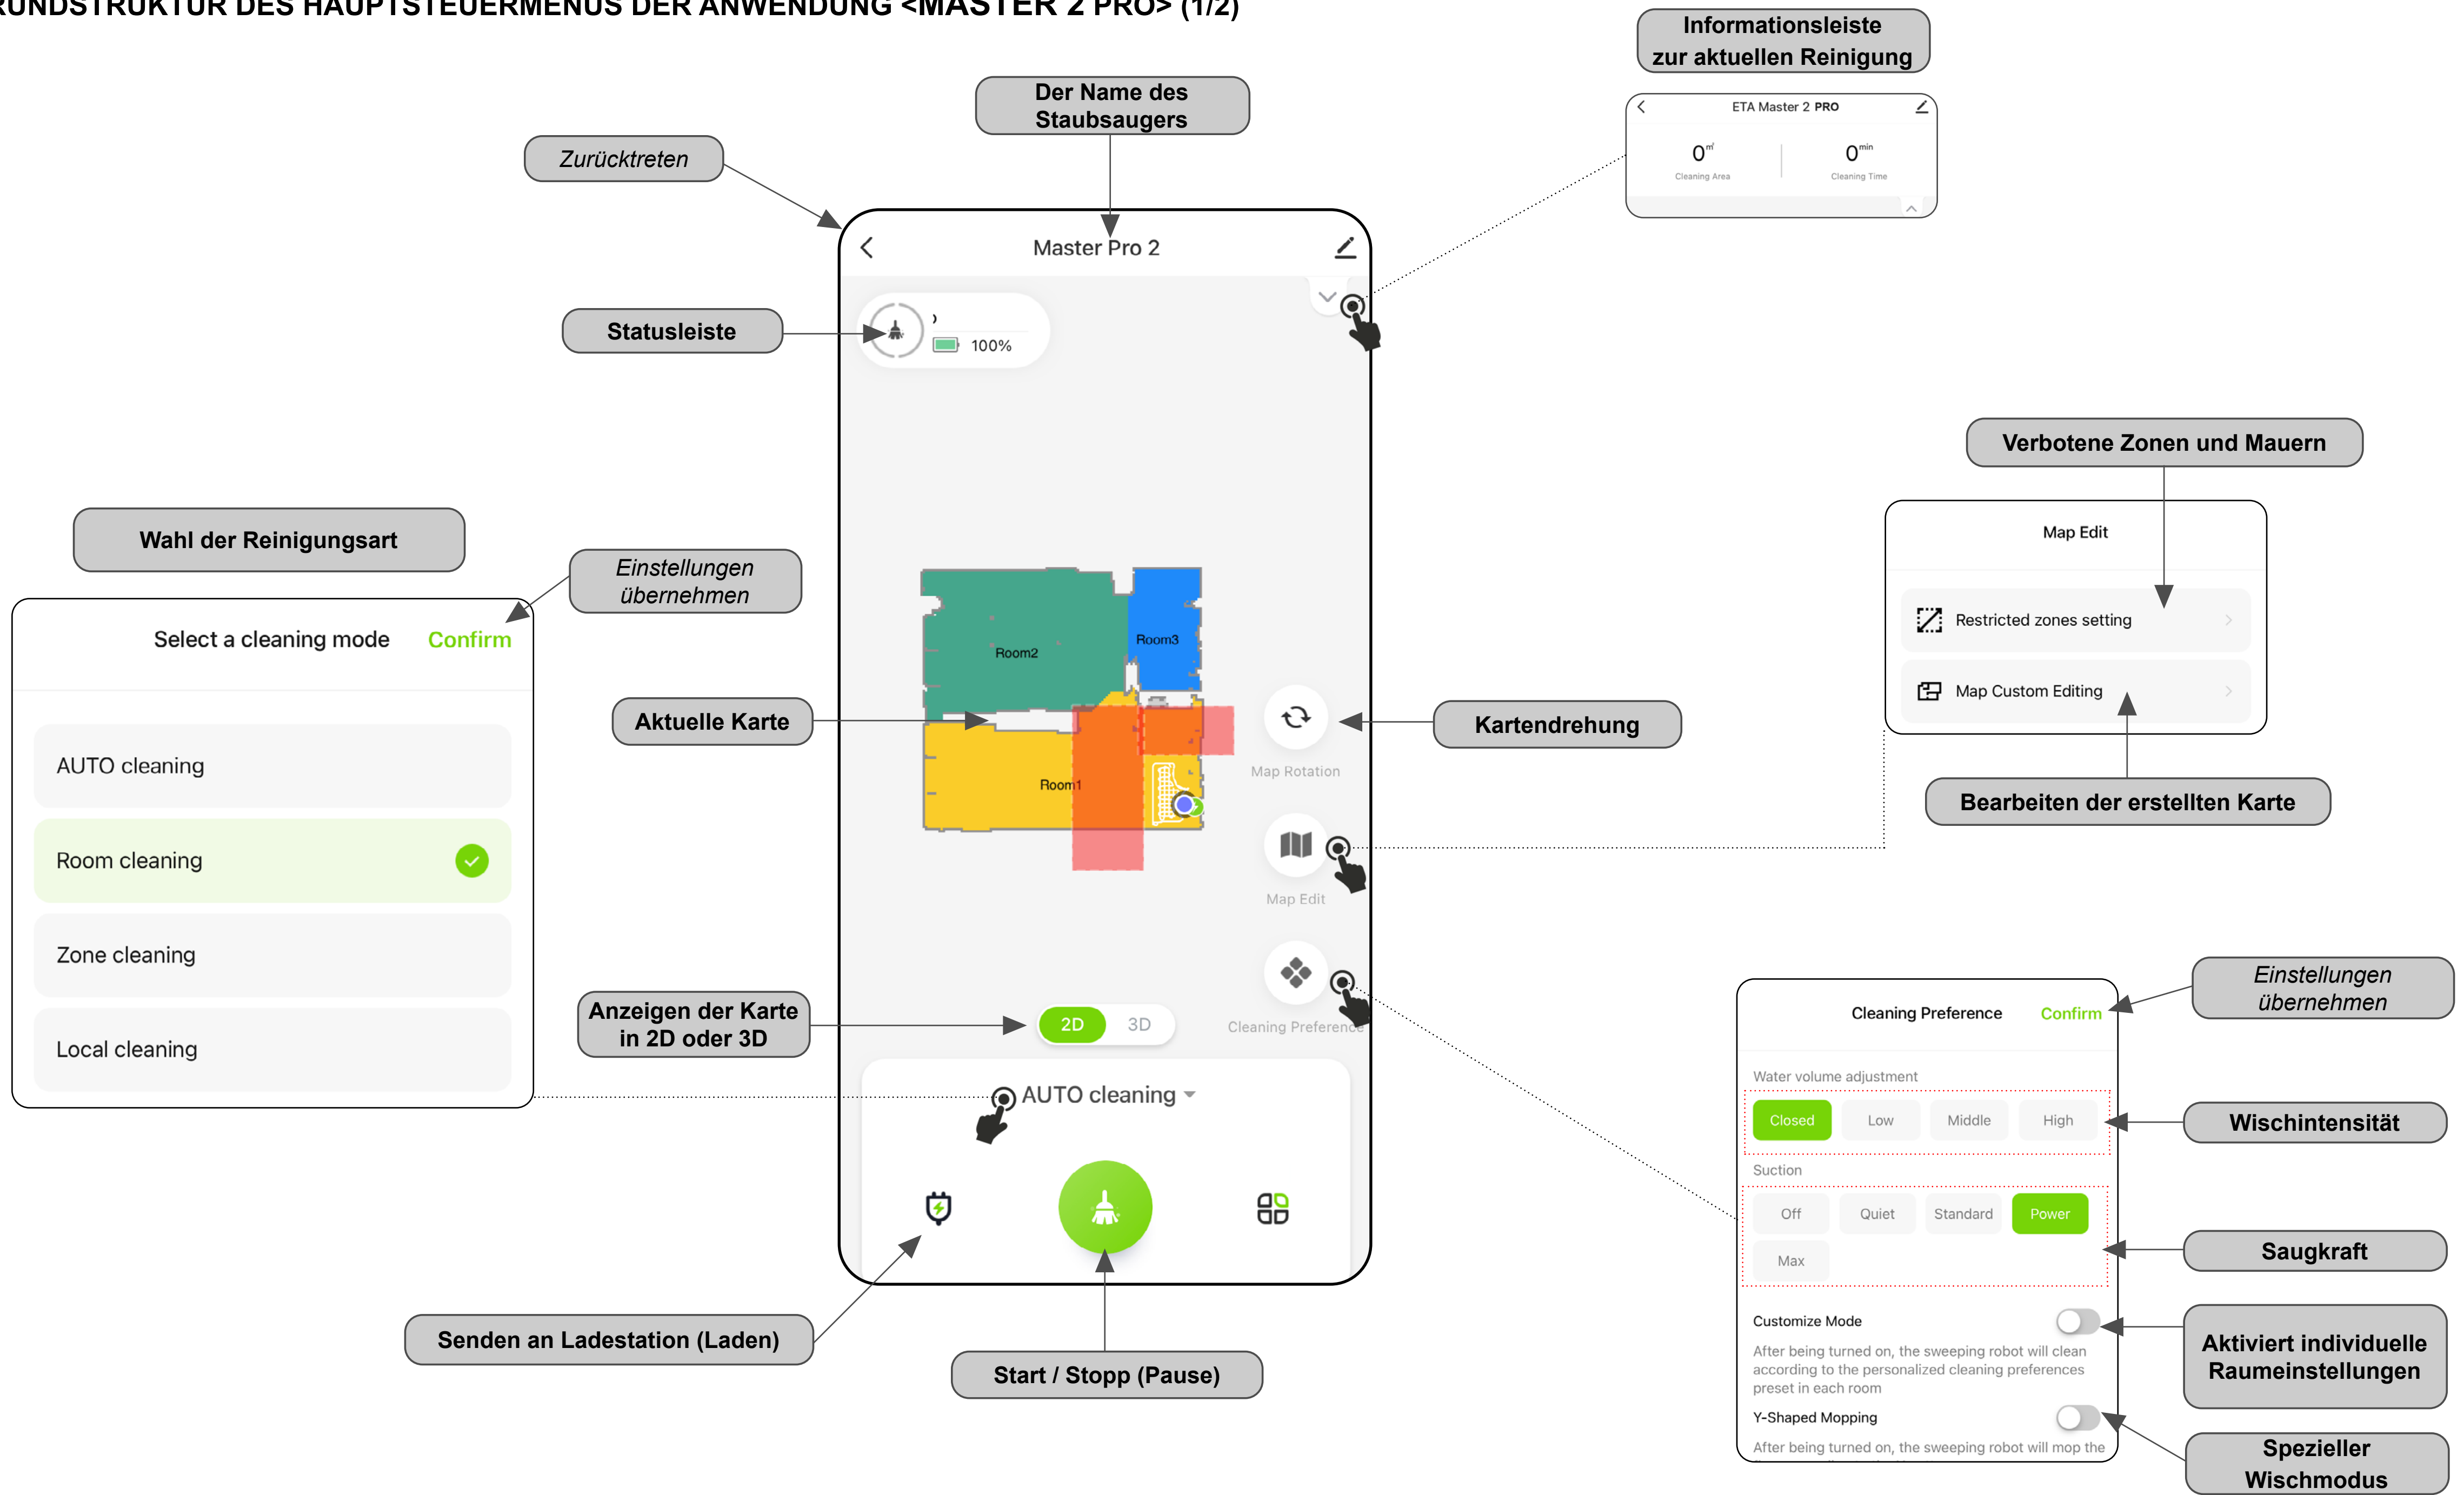 RUNDSTRUKTUR DES HAUPTSTEUERMENÜS DER ANWENDUNG <MASTER 2 PRO> (1/2)
Informationsleiste
zur aktuellen Reinigung
ETA Master 2 PRO
0 ㎡
Cleaning Area
0 min
Cleaning Time
Der Name des
Staubsaugers
Zurücktreten
Master Pro 2
Statusleiste
100%
Verbotene Zonen und Mauern
Map Edit
Restricted zones setting
Map Custom Editing
Bearbeiten der erstellten Karte
Wahl der Reinigungsart
Einstellungen
übernehmen
Select a cleaning mode
Confirm
AUTO cleaning
Room cleaning
Zone cleaning
Local cleaning
Room2
Room3
Room1
Aktuelle Karte
Kartendrehung
Map Rotation
Map Edit
Cleaning Preference
Anzeigen der Karte
in 2D oder 3D
2D
3D
AUTO cleaning
Senden an Ladestation (Laden)
Start / Stopp (Pause)
Einstellungen
übernehmen
Cleaning Preference
Confirm
Water volume adjustment
Closed
Low
Middle
High
Wischintensität
Suction
Off
Quiet
Standard
Power
Max
Saugkraft
Customize Mode
After being turned on, the sweeping robot will clean
according to the personalized cleaning preferences
preset in each room
Aktiviert individuelle
Raumeinstellungen
Y-Shaped Mopping
After being turned on, the sweeping robot will mop the
Spezieller
Wischmodus